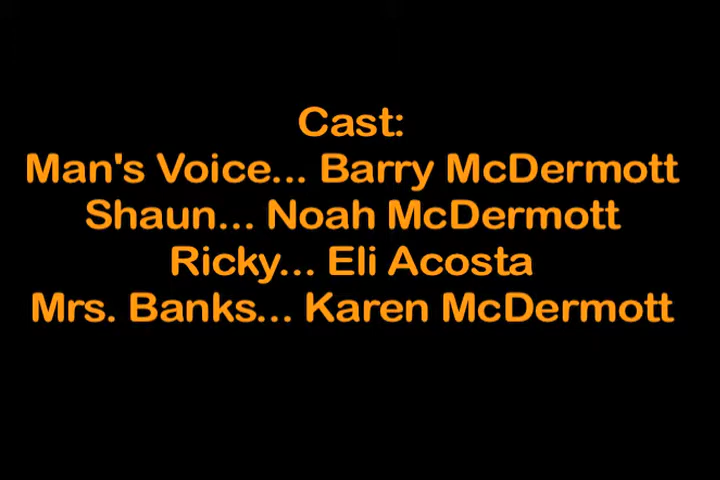 Cast:
Man's Voice... Barry McDermott
Shaun... Noah McDermott
Ricky... Eli Acosta
Mrs. Banks... Karen McDermott